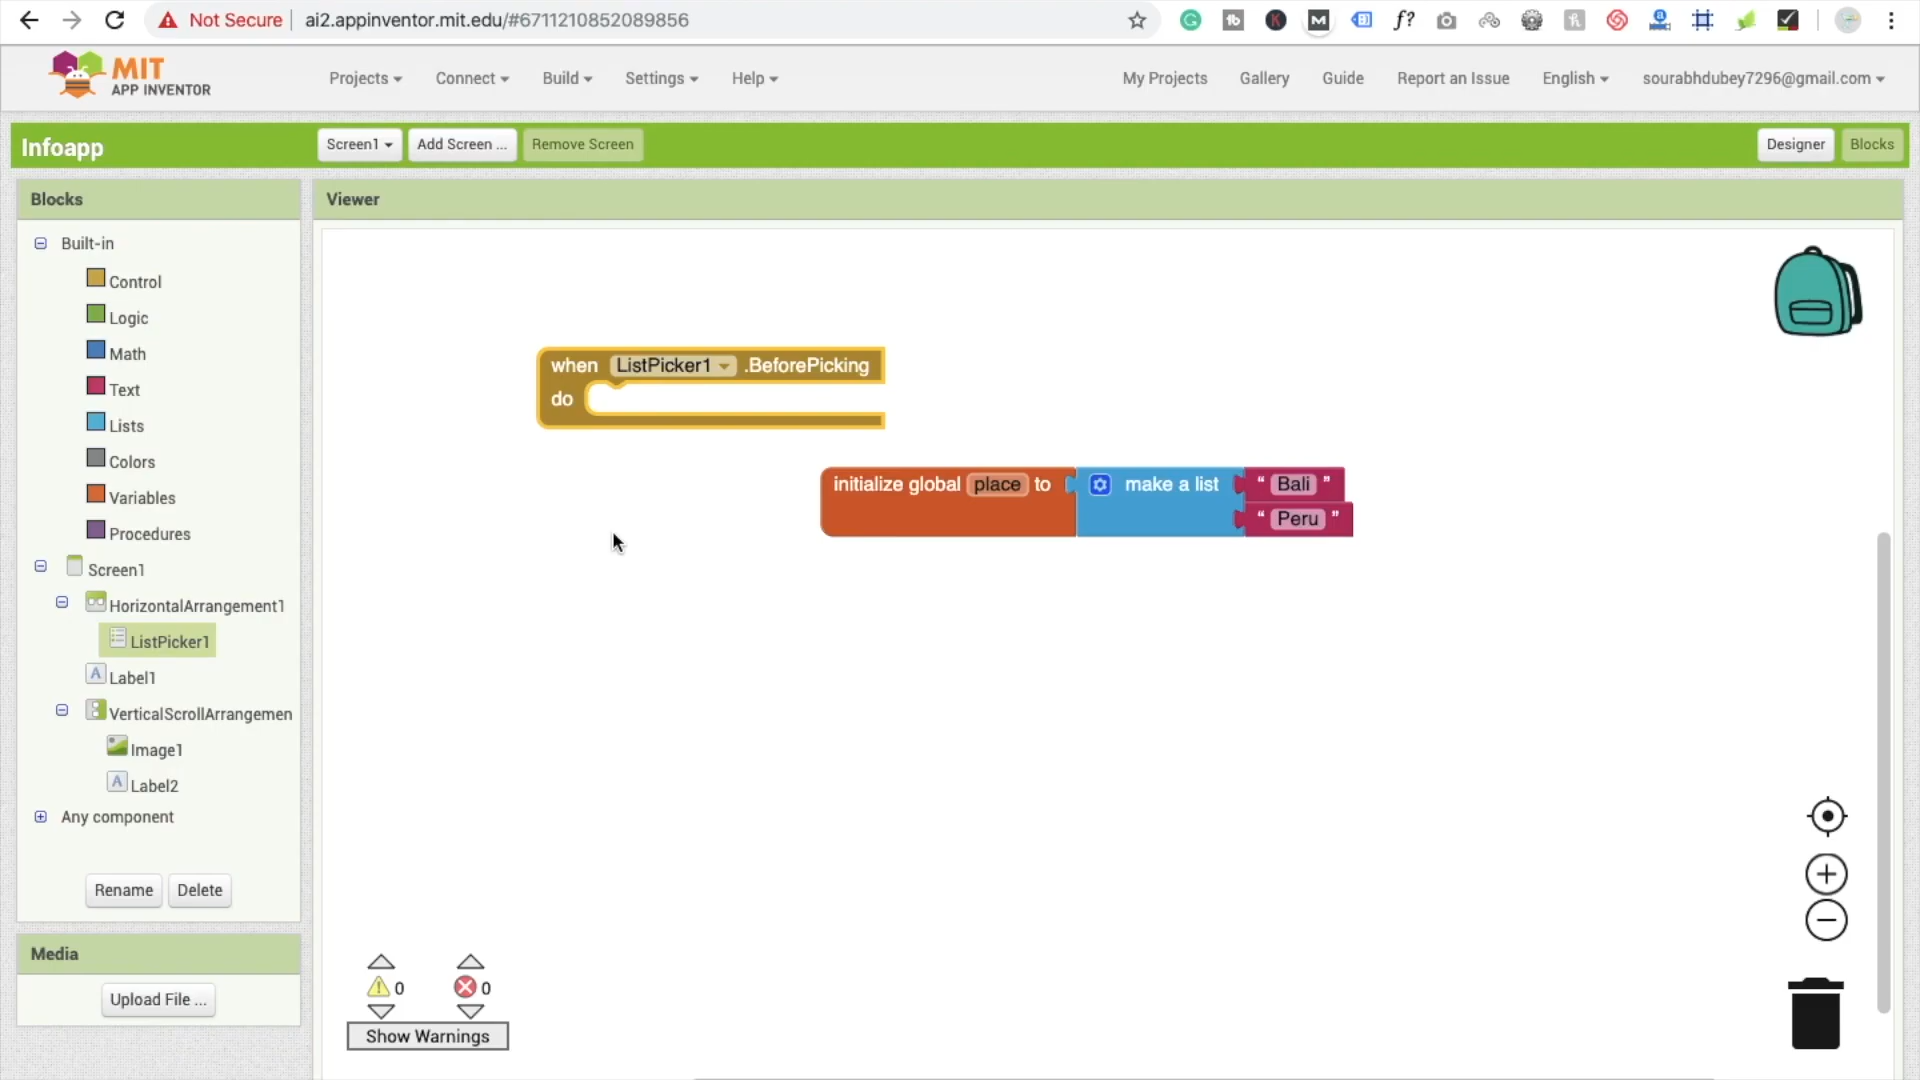 Not Secure ai2.appinventor.mit.edu/#6711210852089856
MIT
APP INVENTOR
Projects Connect Build Settings Help My Projects Gallery Guide Report an Issue English sourabhdubey7296@gmail.com
Infoapp Screen1 Add Screen ... Remove Screen Designer Blocks
Blocks
Viewer
Built-in
Control
Logic
Math
Text
Lists
Colors
Variables
Procedures
Screen1
HorizontalArrangement1
ListPicker1
Label1
VerticalScrollArrangemen
Image1
Label2
Any component
Rename Delete
Media
Upload File ...
when ListPicker1 .BeforePicking
do
initialize global place to make a list " Bali "
" Peru "
0 0
Show Warnings